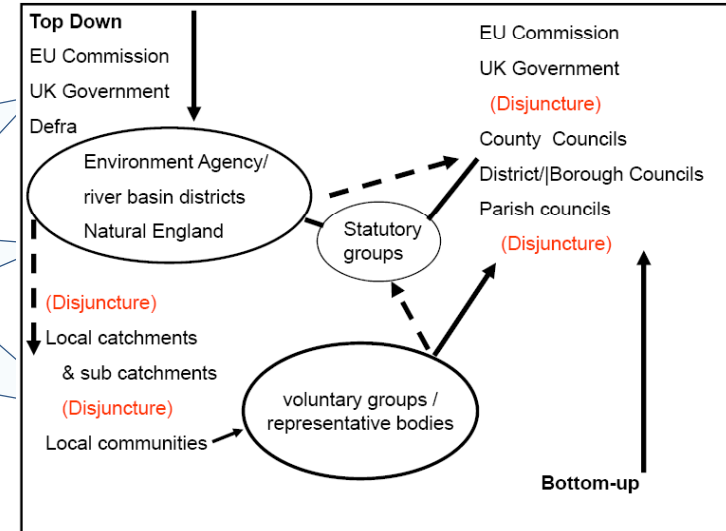 Top Down
EU Commission
UK Government
Defra
Environment Agency/
river basin districts
Natural England
(Disjuncture)
Local catchments
& sub catchments
(Disjuncture)
Local communities
Statutory
groups
voluntary groups /
representative bodies
EU Commission
UK Government
(Disjuncture)
County Councils
District/|Borough Councils
Parish councils
(Disjuncture)
Bottom-up